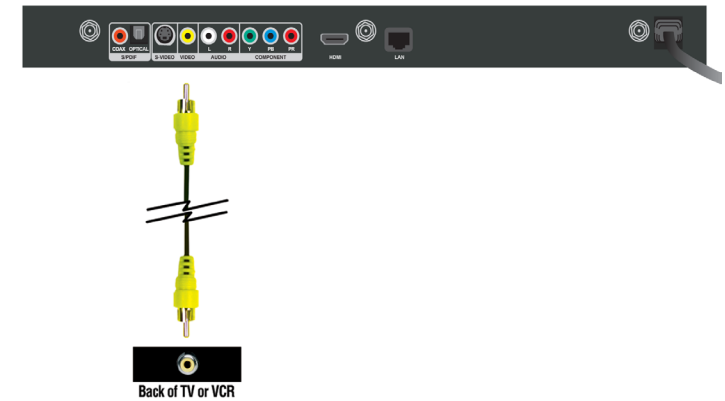 COAX OPTICAL
S/PDIF
S-VIDEO
VIDEO
L R
AUDIO
Y PB PR
COMPONENT
HDMI
LAN
Back of TV or VCR